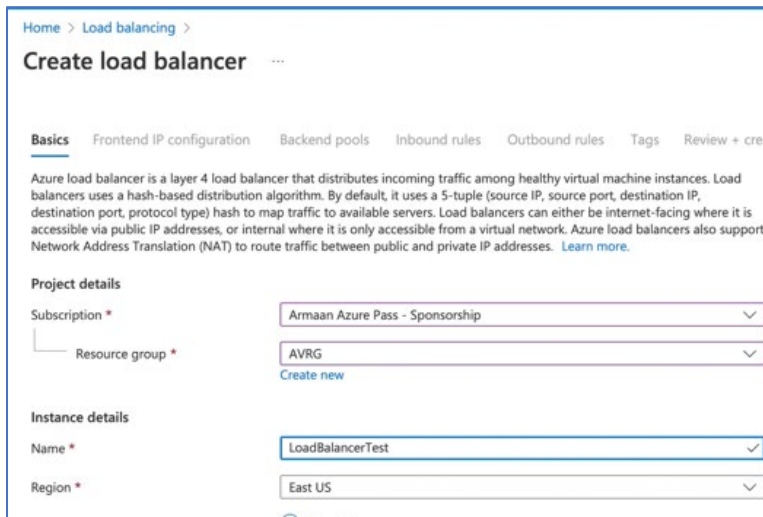 Home > Load balancing >
Create load balancer ...
Basics Frontend IP configuration Backend pools Inbound rules Outbound rules Tags Review + cre
Azure load balancer is a layer 4 load balancer that distributes incoming traffic among healthy virtual machine instances. Load
balancers uses a hash-based distribution algorithm. By default, it uses a 5-tuple (source IP, source port, destination IP,
destination port, protocol type) hash to map traffic to available servers. Load balancers can either be internet-facing where it is
accessible via public IP addresses, or internal where it is only accessible from a virtual network. Azure load balancers also support
Network Address Translation (NAT) to route traffic between public and private IP addresses. Learn more.
Project details
Subscription * Armaan Azure Pass - Sponsorship
Resource group * AVRG
Create new
Instance details
Name * LoadBalancerTest
Region * East US